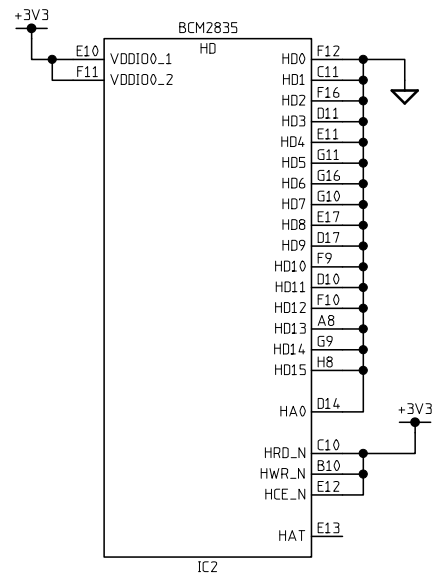 +3V3
BCM2835
HD
E10 VDDIO0_1
F11 VDDIO0_2
HD0 F12
HD1 C11
HD2 F16
HD3 D11
HD4 E11
HD5 G11
HD6 G16
HD7 G10
HD8 E17
HD9 D17
HD10 F9
HD11 D10
HD12 F10
HD13 A8
HD14 G9
HD15 H8
HA0 D14
+3V3
HRD_N C10
HWR_N B10
HCE_N E12
HAT E13
IC2